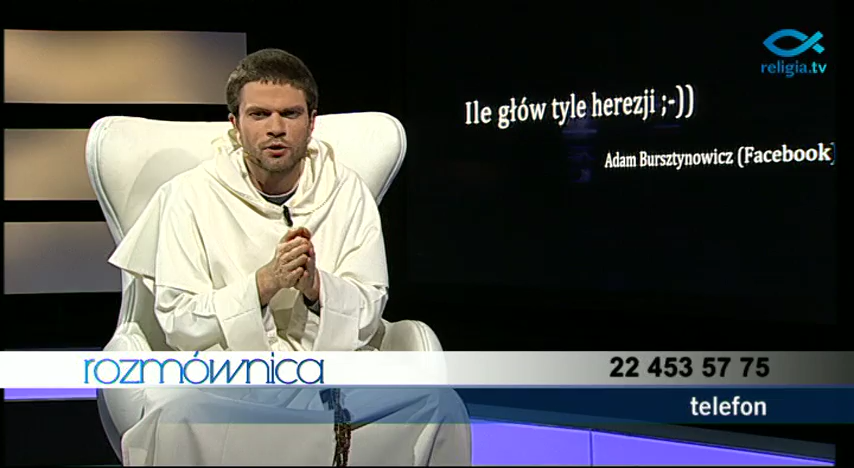 religia.tv
Ile głów tyle herezji ;-))
Adam Bursztynowicz (Facebook)
rozmównica
22 453 57 75
telefon